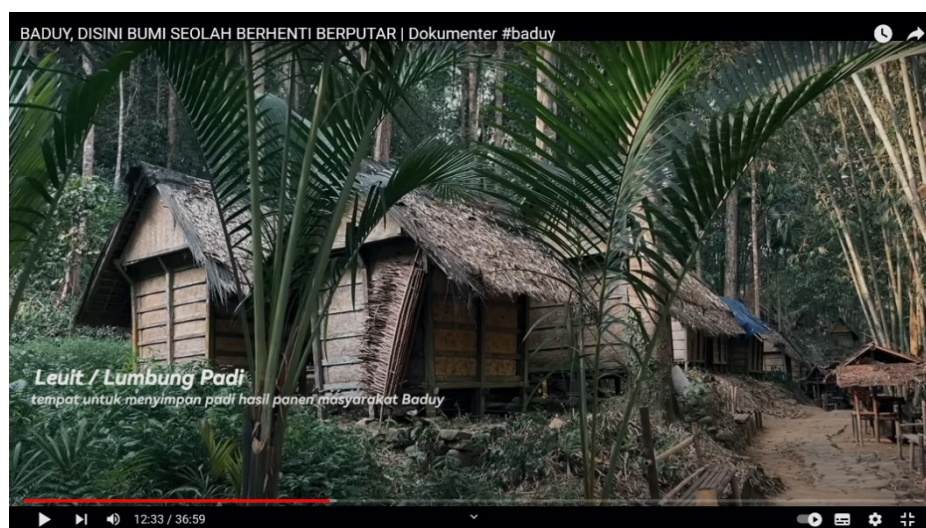 BADUY, DISINI BUMI SEOLAH BERHENTI BERPUTAR | Dokumenter #baduy
Leuit / Lumbung Padi
tempat untuk menyimpan padi hasil panen masyarakat Baduy
12:33 / 36:59